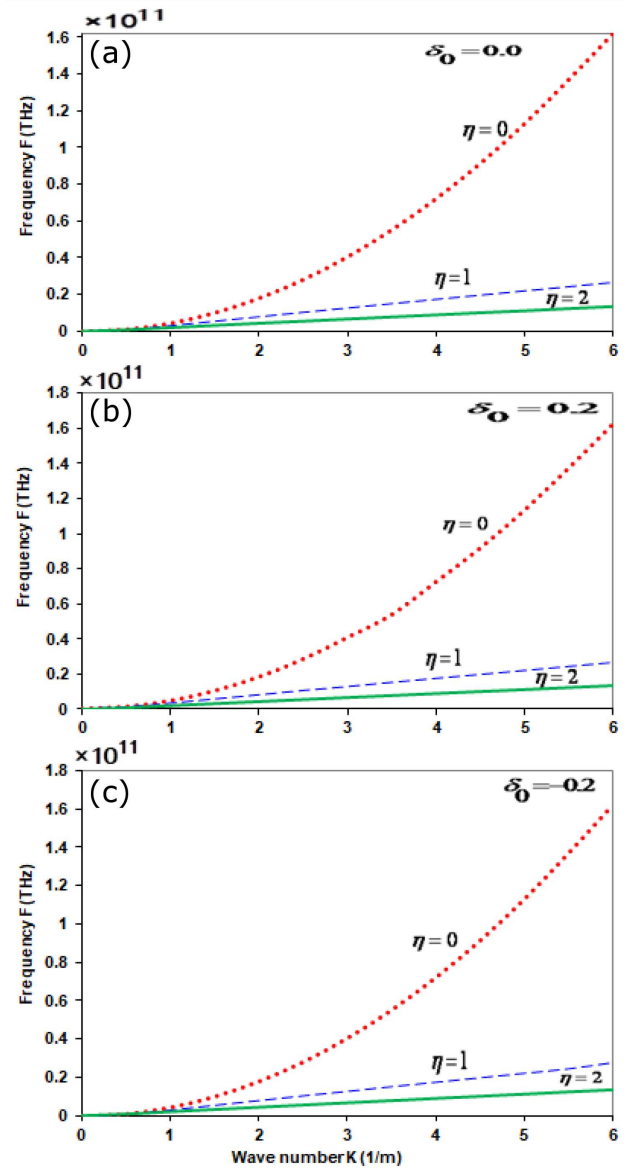 ×10¹¹
(a)
δ₀ = 0.0
η = 0
η = 1
η = 2
Frequency F (THz)
1.6
1.4
1.2
1
0.8
0.6
0.4
0.2
0
0 1 2 3 4 5 6
×10¹¹
(b)
δ₀ = 0.2
η = 0
η = 1
η = 2
Frequency F (THz)
1.8
1.6
1.4
1.2
1
0.8
0.6
0.4
0.2
0
0 1 2 3 4 5 6
×10¹¹
(c)
δ₀ = −0.2
η = 0
η = 1
η = 2
Frequency F (THz)
1.8
1.6
1.4
1.2
1
0.8
0.6
0.4
0.2
0
0 1 2 3 4 5 6
Wave number K (1/m)